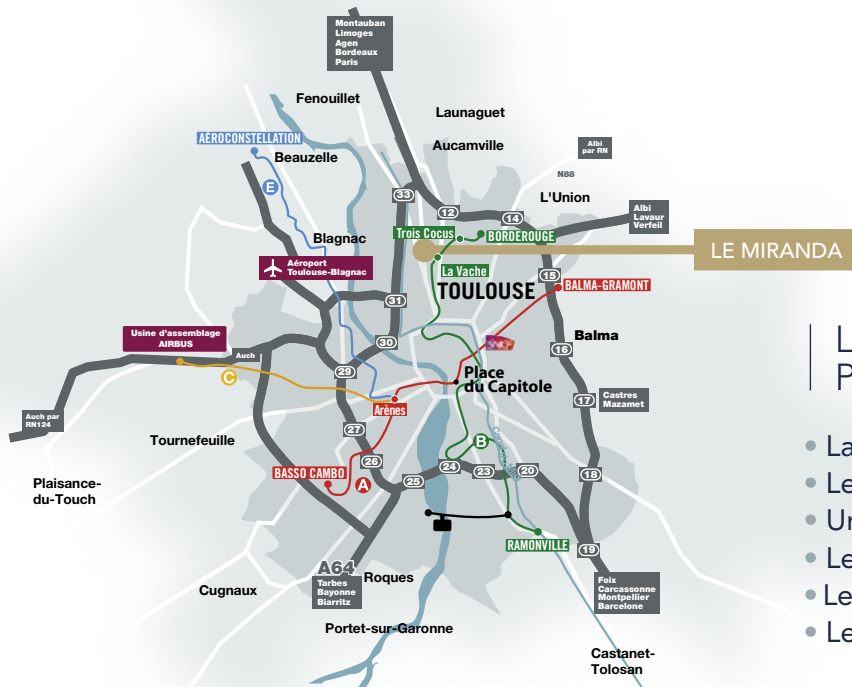 Montauban
Limoges
Agen
Bordeaux
Paris
Fenouillet
Launaguet
AÉROCONSTELLATION
Aucamville
Albi
par RN
Beauzelle
N88
E
33
L'Union
12
14
Albi
Lavaur
Verfeil
Trois Cocus
BORDEROUGE
Blagnac
LE MIRANDA
Aéroport
Toulouse-Blagnac
La Vache
15
TOULOUSE
BALMA-GRAMONT
31
Usine d'assemblage
AIRBUS
30
Balma
16
Auch
29
Place
du Capitole
C
17
Castres
Mazamet
Arènes
Auch par
RN124
27
Tournefeuille
B
26
BASSO CAMBO
A
25
24
23
20
18
Plaisance-
du-Touch
RAMONVILLE
19
A64
Tarbes
Bayonne
Biarritz
Roques
Foix
Carcassonne
Montpellier
Barcelone
Cugnaux
Portet-sur-Garonne
Castanet-
Tolosan
L
P
• La
• Le
• Un
• Le
• Le
• Le